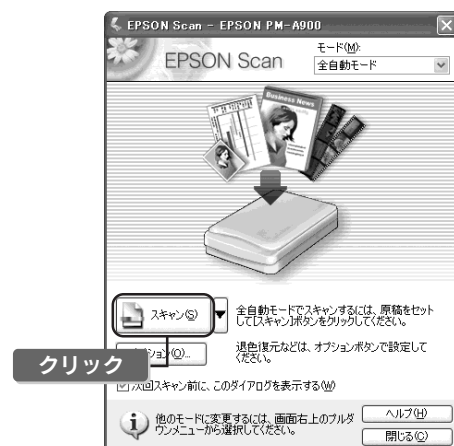 EPSON Scan - EPSON PM-A900
EPSON Scan
モード(M):
全自動モード
Business News
スキャン(S)
全自動モードでスキャンするには、原稿をセット
して[スキャン]ボタンをクリックしてください。
ション(O)...
退色復元などは、オプションボタンで設定して
ください。
クリック
次回スキャン前に、このダイアログを表示する(W)
他のモードに変更するには、画面右上のプルダ
ウンメニューから選択してください。
ヘルプ(H)
閉じる(C)